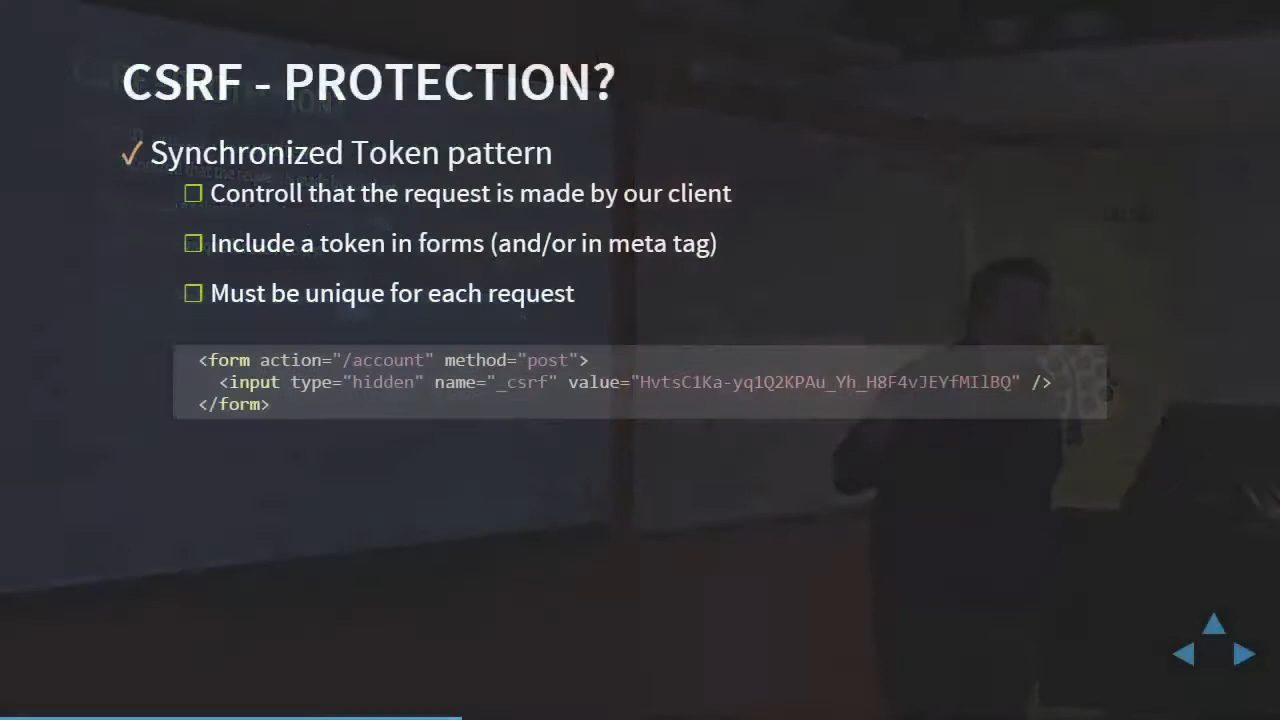 CSRF - PROTECTION?
✓ Synchronized Token pattern
❐ Controll that the request is made by our client
❐ Include a token in forms (and/or in meta tag)
❐ Must be unique for each request
<form action="/account" method="post">
<input type="hidden" name="_csrf" value="HvtsC1Ka-yq1Q2KPAu_Yh_H8F4vJEYfMIlBQ" />
</form>